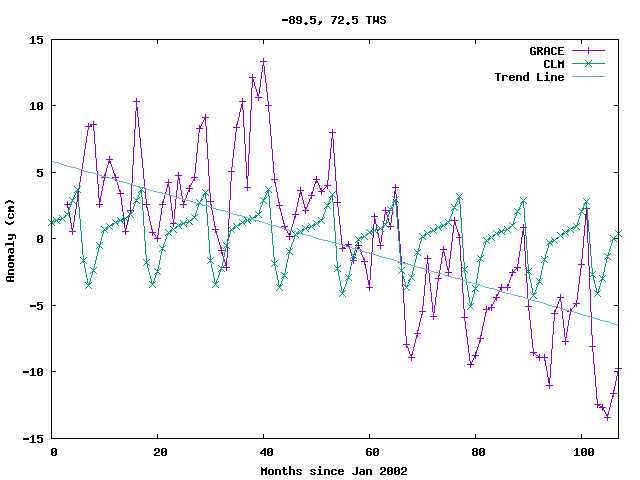 -89.5, 72.5 TWS
GRACE
CLM
Trend Line
15
10
5
0
-5
-10
-15
Anomaly (cm)
0 20 40 60 80 100
Months since Jan 2002